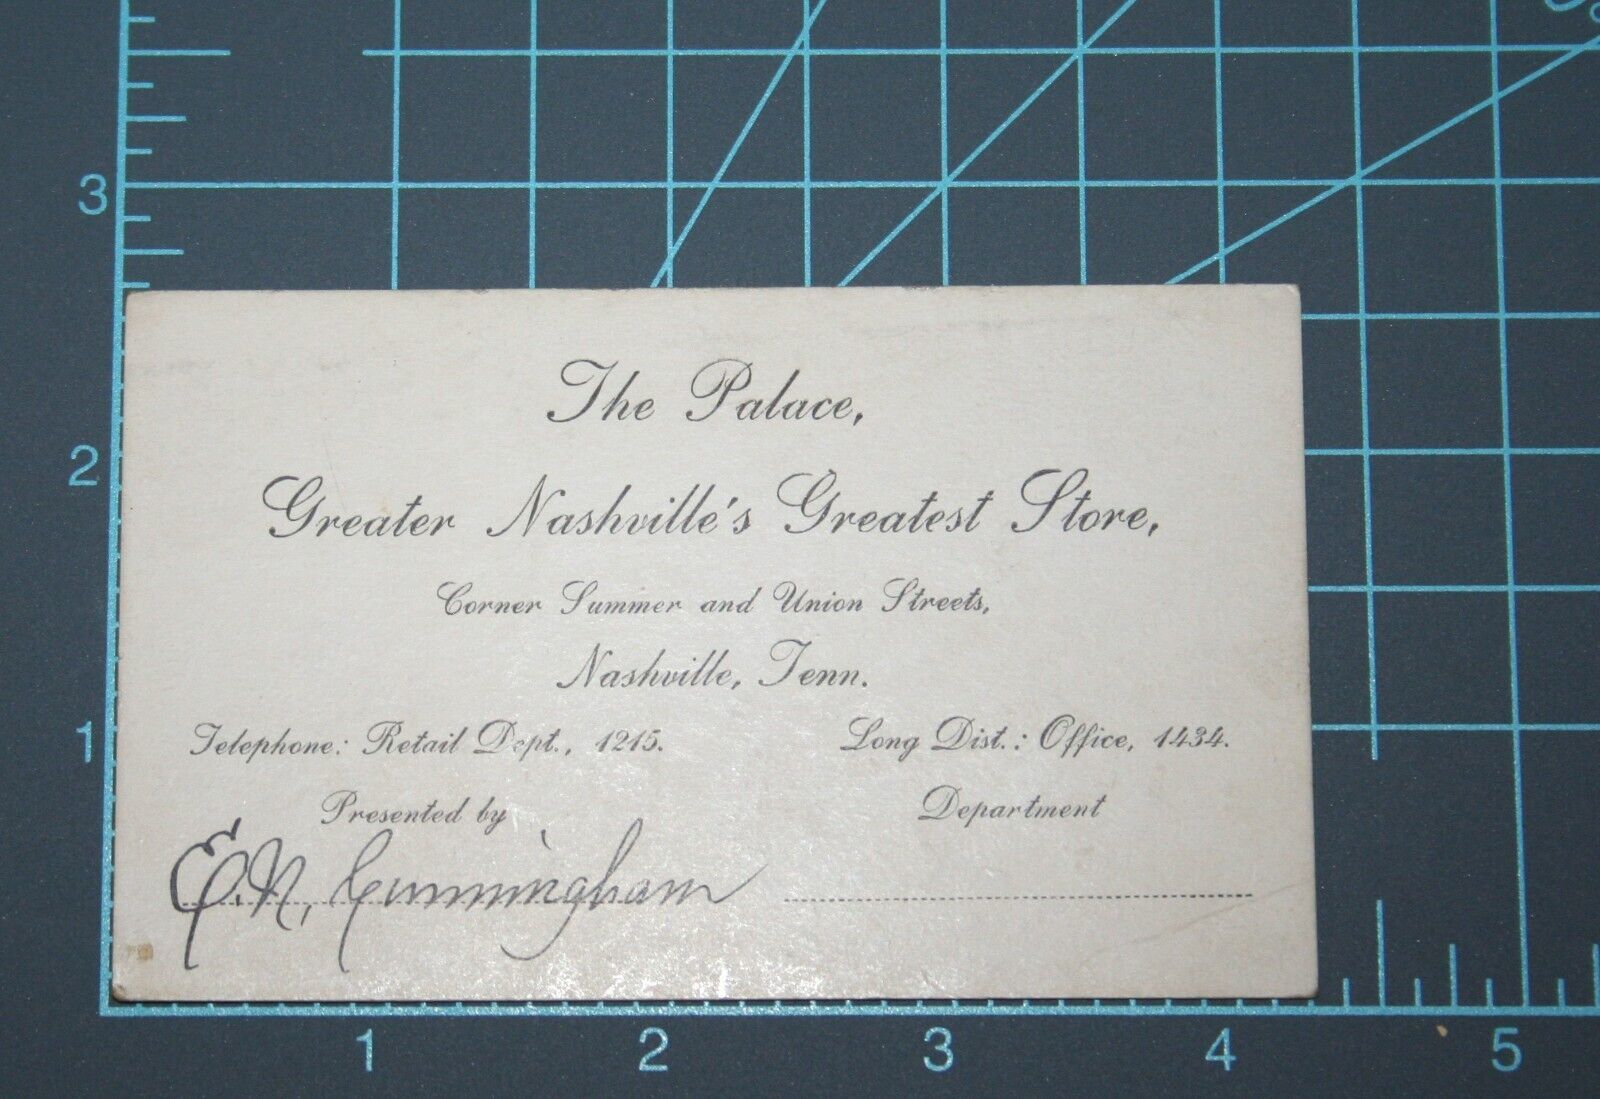 3
2
1
The Palace,
Greater Nashville's Greatest Store,
Corner Summer and Union Streets,
Nashville, Tenn.
Telephone: Retail Dept., 1215. Long Dist.: Office, 1434.
Presented by Department
E. N. Cunningham
1 2 3 4 5